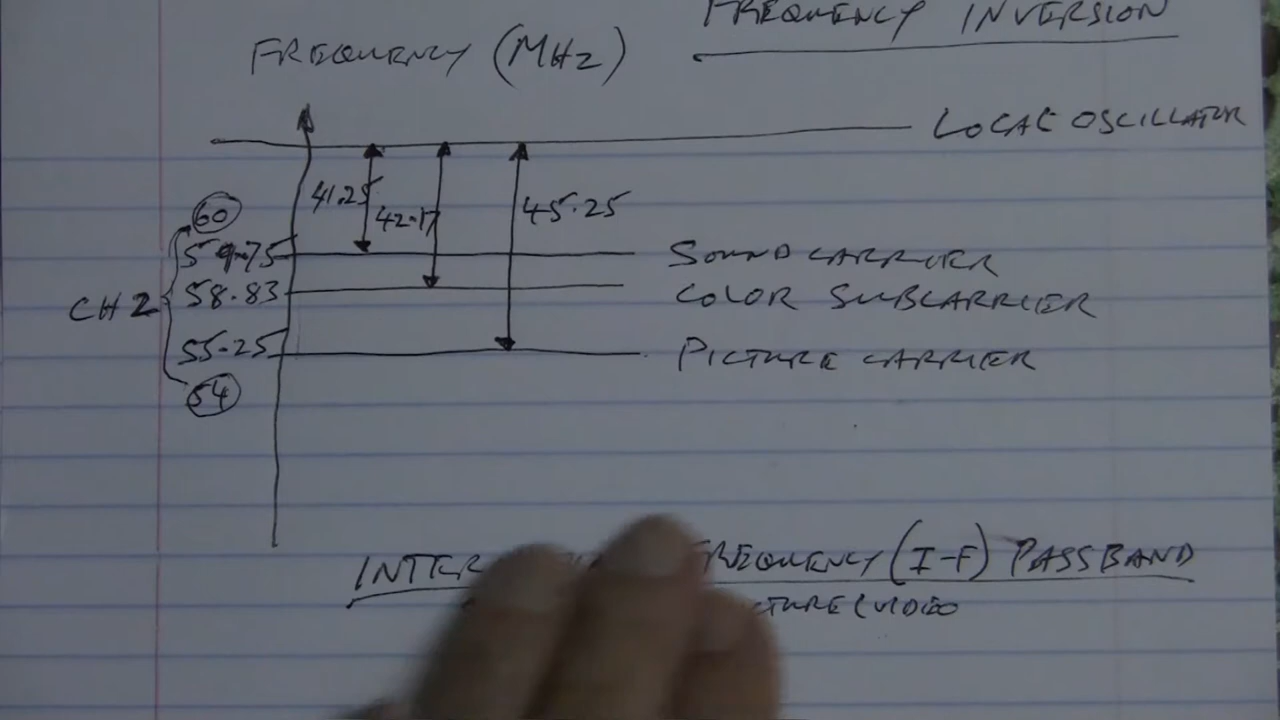 FREQUENCY INVERSION
FREQUENCY (MHz)
LOCAL OSCILLATOR
41.25
42.17
45.25
60
59.75
SOUND CARRIER
CH 2
58.83
COLOR SUBCARRIER
55.25
PICTURE CARRIER
54
FREQUENCY (I-F) PASSBAND